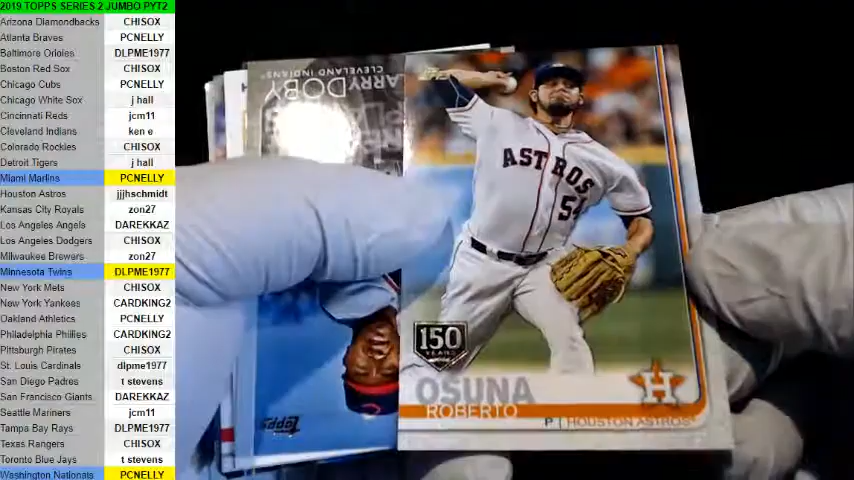 2019 TOPPS SERIES 2 JUMBO PYT2
Arizona Diamondbacks CHISOX
Atlanta Braves PCNELLY
Baltimore Orioles DLPME1977
Boston Red Sox CHISOX
Chicago Cubs PCNELLY
Chicago White Sox j hall
Cincinnati Reds jcm11
Cleveland Indians ken e
Colorado Rockies CHISOX
Detroit Tigers j hall
Miami Marlins PCNELLY
Houston Astros jjjhschmidt
Kansas City Royals zon27
Los Angeles Angels DAREKKAZ
Los Angeles Dodgers CHISOX
Milwaukee Brewers zon27
Minnesota Twins DLPME1977
New York Mets CHISOX
New York Yankees CARDKING2
Oakland Athletics PCNELLY
Philadelphia Phillies CARDKING2
Pittsburgh Pirates CHISOX
St. Louis Cardinals dlpme1977
San Diego Padres t stevens
San Francisco Giants DAREKKAZ
Seattle Mariners jcm11
Tampa Bay Rays DLPME1977
Texas Rangers CHISOX
Toronto Blue Jays t stevens
Washington Nationals PCNELLY
CLEVELAND INDIANS
LARRY DOBY
Topps
ASTROS
54
150
YEARS
OSUNA
ROBERTO
H
P | HOUSTON ASTROS
Topps